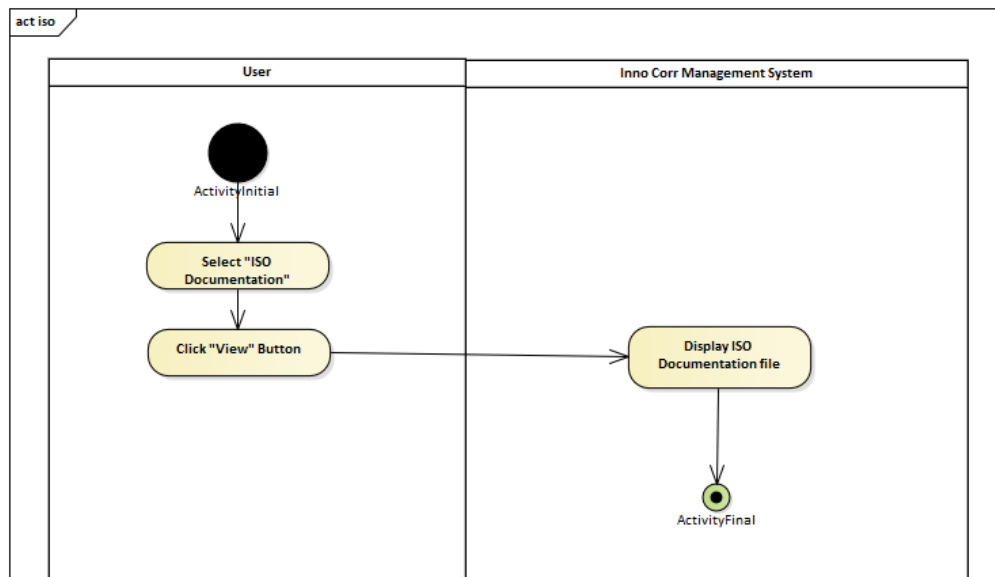 act iso
User
Inno Corr Management System
ActivityInitial
Select "ISO
Documentation"
Click "View" Button
Display ISO
Documentation file
ActivityFinal